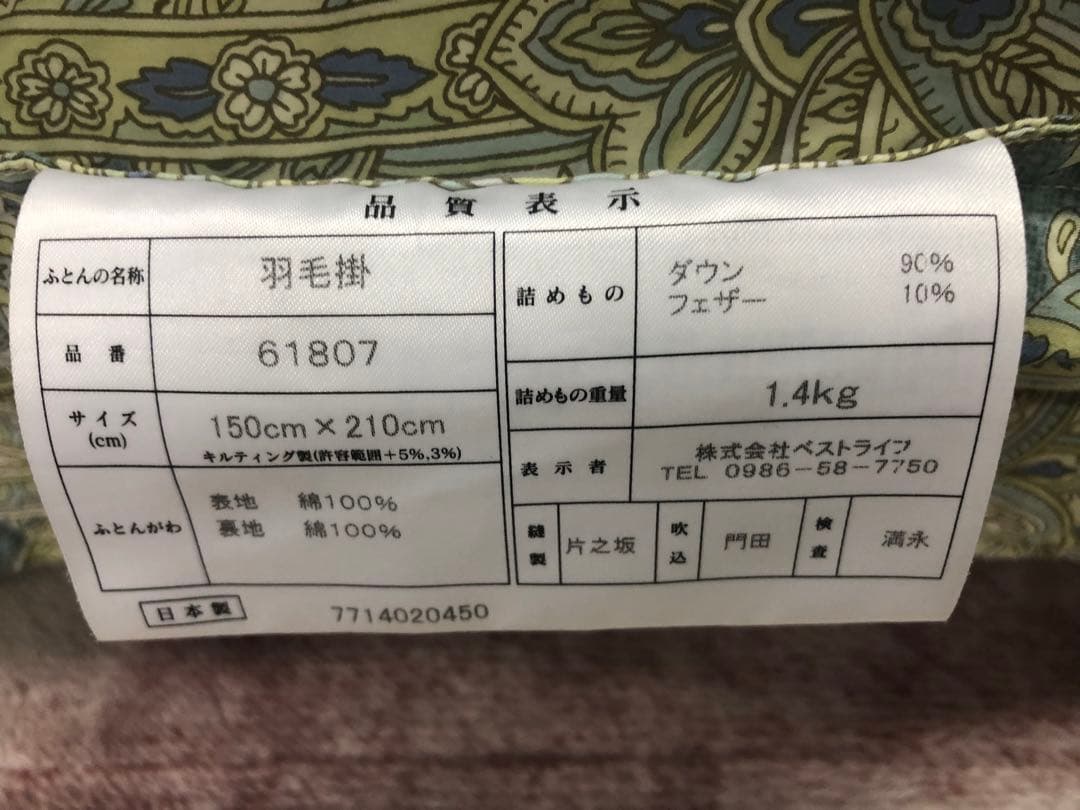 品質表示
ふとんの名称 羽毛掛
品番 61807
サイズ(cm) 150cm×210cm
キルティング製(許容範囲+5%,3%)
ふとんがわ 表地 綿100%
裏地 綿100%
詰めもの ダウン 90%
フェザー 10%
詰めもの重量 1.4kg
表示者 株式会社ベストライフ
TEL 0986-58-7750
縫製 片之坂 吹込 門田 検査 満永
日本製 7714020450